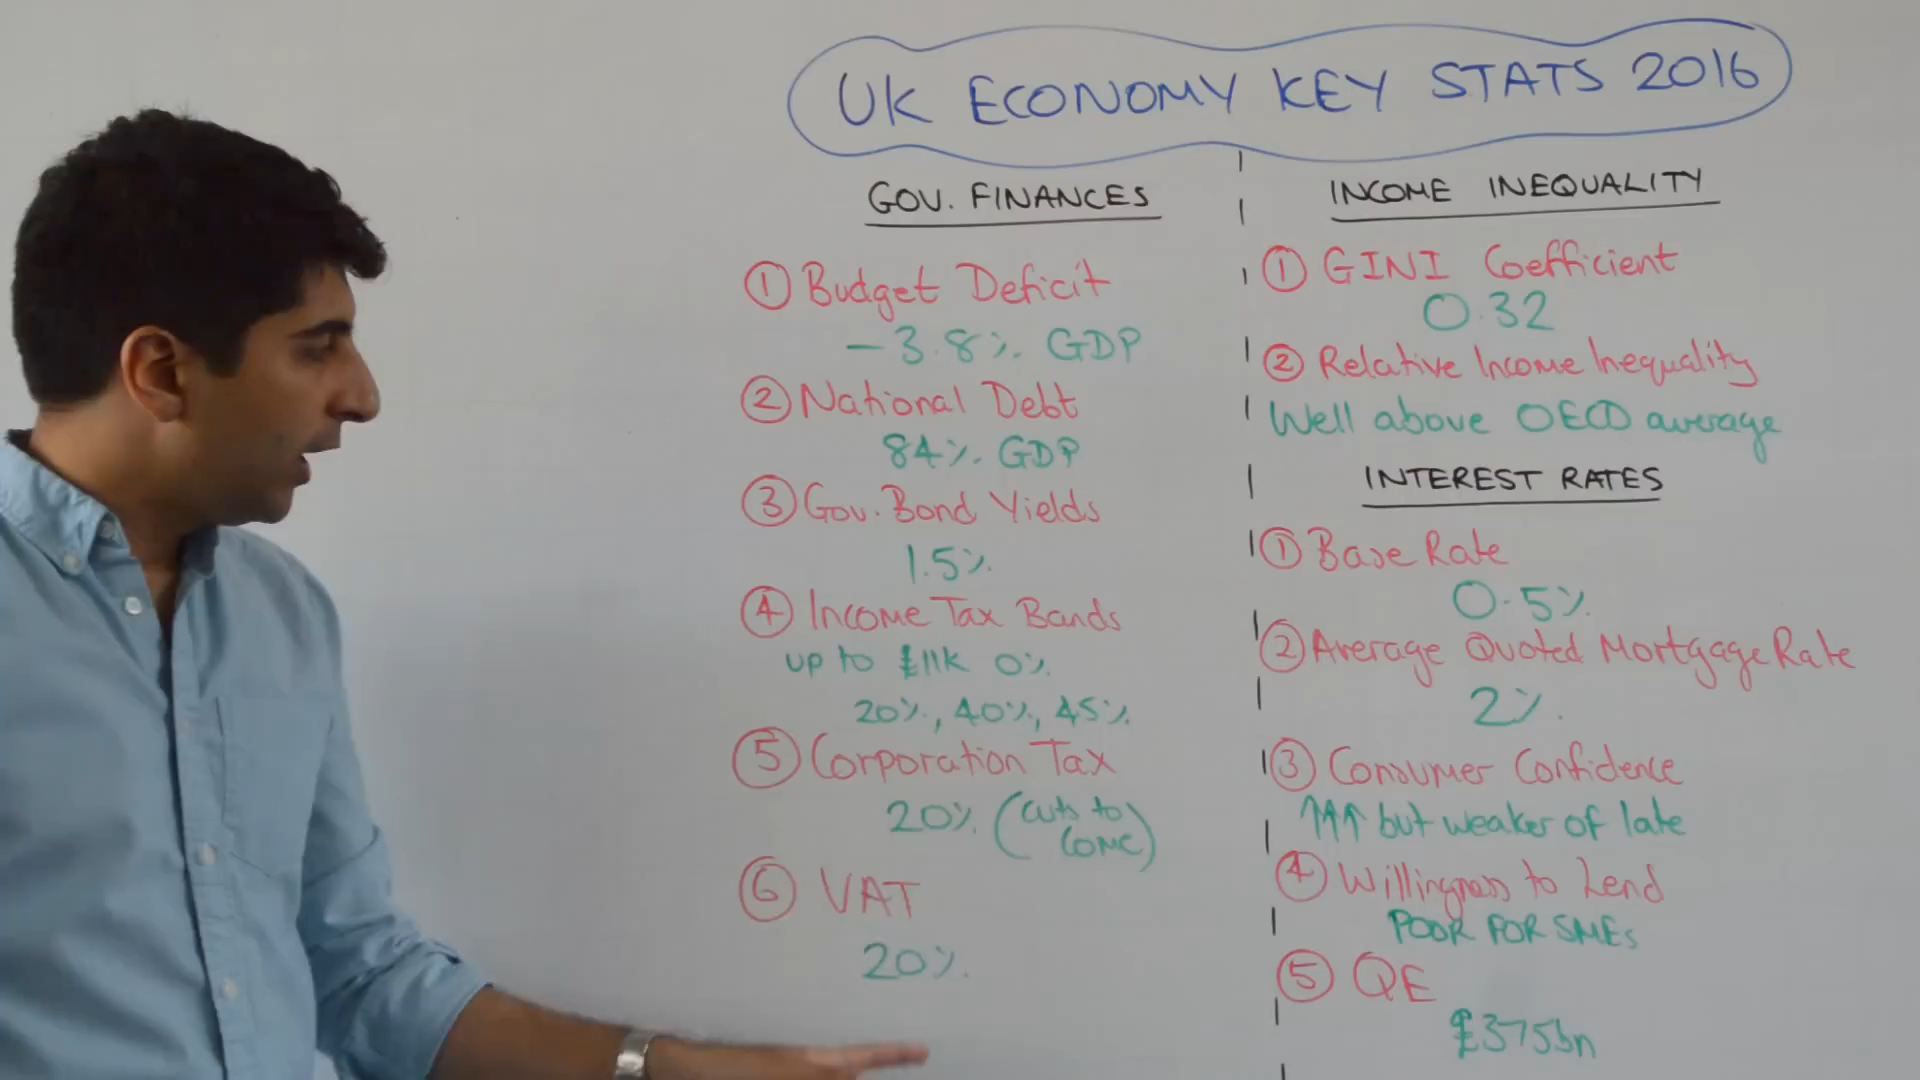 UK ECONOMY KEY STATS 2016
GOV. FINANCES
① Budget Deficit
-3.8% GDP
② National Debt
84% GDP
③ Gov. Bond Yields
1.5%
④ Income Tax Bands
up to £11K 0%
20%, 40%, 45%
⑤ Corporation Tax
20% (cuts to
come)
⑥ VAT
20%
INCOME INEQUALITY
① GINI Coefficient
0.32
② Relative Income Inequality
Well above OECD average
INTEREST RATES
① Base Rate
0.5%
② Average Quoted Mortgage Rate
2%
③ Consumer Confidence
↑↑↑ but weaker of late
④ Willingness to Lend
POOR FOR SMEs
⑤ QE
£375bn